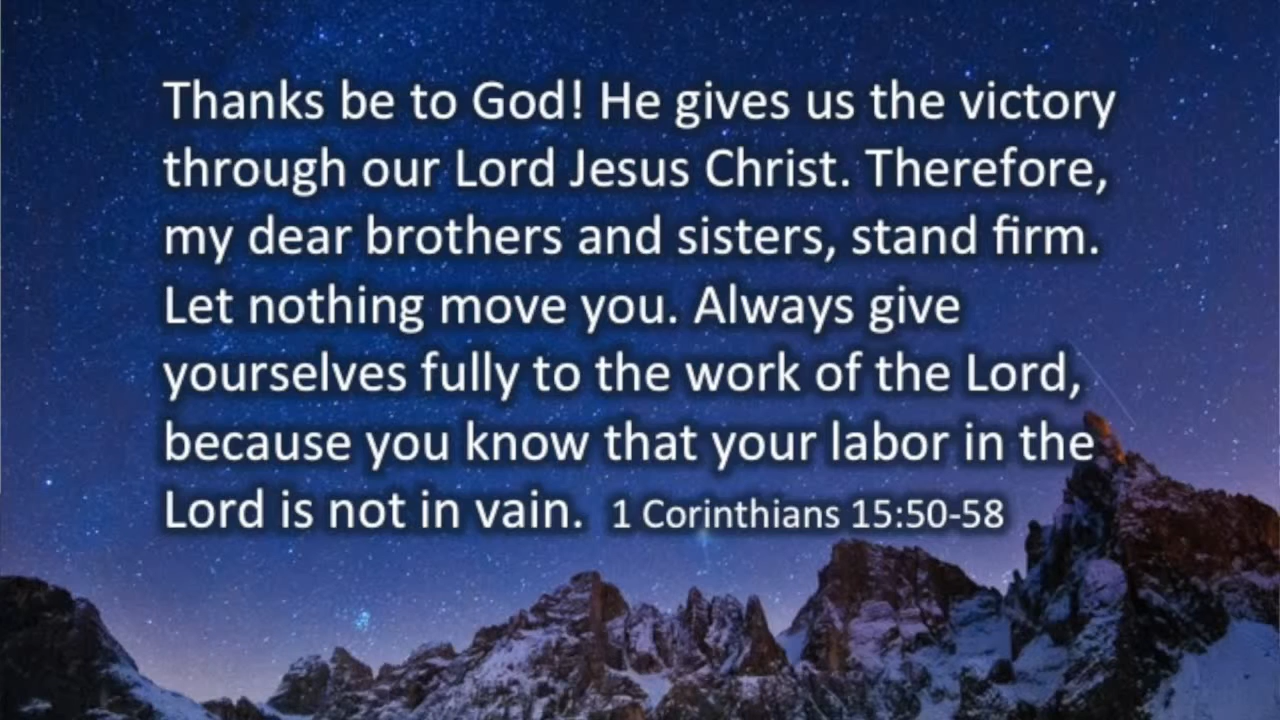 Thanks be to God! He gives us the victory
through our Lord Jesus Christ. Therefore,
my dear brothers and sisters, stand firm.
Let nothing move you. Always give
yourselves fully to the work of the Lord,
because you know that your labor in the
Lord is not in vain. 1 Corinthians 15:50-58